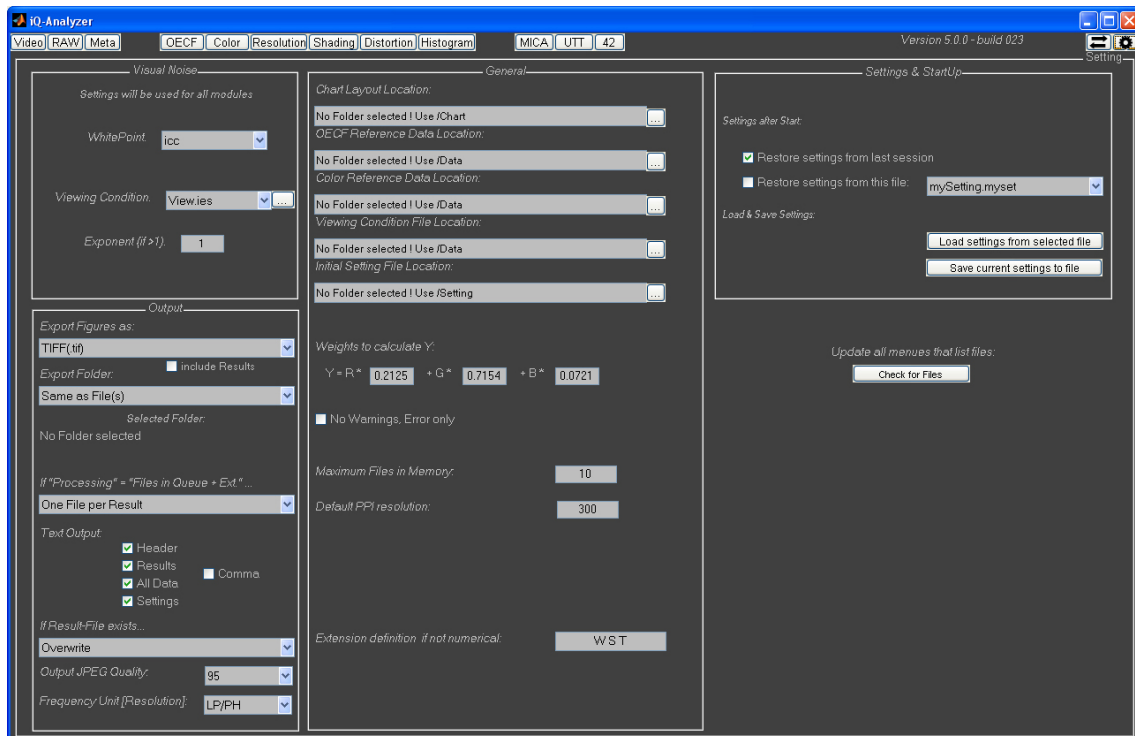 iQ-Analyzer
Video RAW Meta OECF Color Resolution Shading Distortion Histogram MICA UTT 42 Version 5.0.0 - build 023
Setting
Visual Noise
Settings will be used for all modules
WhitePoint: icc
Viewing Condition: View.ies ...
Exponent (if >1): 1
Output
Export Figures as:
TIFF(.tif)
include Results
Export Folder:
Same as File(s)
Selected Folder:
No Folder selected
If "Processing" = "Files in Queue + Ext." ...
One File per Result
Text Output:
Header
Results
Comma
All Data
Settings
If Result-File exists...
Overwrite
Output JPEG Quality: 95
Frequency Unit [Resolution]: LP/PH
General
Chart Layout Location:
No Folder selected ! Use /Chart ...
OECF Reference Data Location:
No Folder selected ! Use /Data ...
Color Reference Data Location:
No Folder selected ! Use /Data ...
Viewing Condition File Location:
No Folder selected ! Use /Data ...
Initial Setting File Location:
No Folder selected ! Use /Setting ...
Weights to calculate Y:
Y = R * 0.2125 + G * 0.7154 + B * 0.0721
No Warnings, Error only
Maximum Files in Memory: 10
Default PPI resolution: 300
Extension definition if not numerical: W S T
Settings & StartUp
Settings after Start:
Restore settings from last session
Restore settings from this file: mySetting.myset
Load & Save Settings:
Load settings from selected file
Save current settings to file
Update all menues that list files:
Check for Files